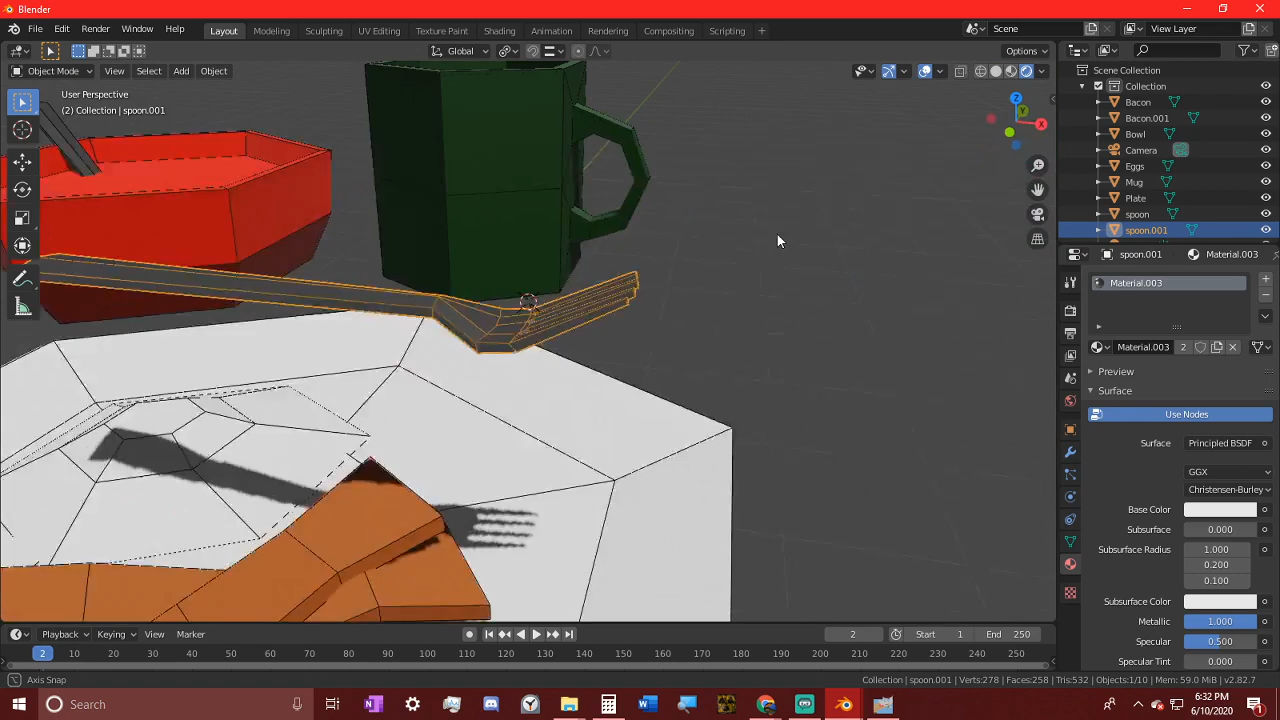 Blender
File Edit Render Window Help Layout Modeling Sculpting UV Editing Texture Paint Shading Animation Rendering Compositing Scripting + Scene View Layer
Global Options
Object Mode View Select Add Object
User Perspective
(2) Collection | spoon.001
Z
Y
X
Scene Collection
Collection
Bacon
Bacon.001
Bowl
Camera
Eggs
Mug
Plate
spoon
spoon.001
spoon.001 > Material.003
Material.003
Material.003 2
Preview
Surface
Use Nodes
Surface Principled BSDF
GGX
Christensen-Burley
Base Color
Subsurface 0.000
Subsurface Radius 1.000
0.200
0.100
Subsurface Color
Metallic 1.000
Specular 0.500
Specular Tint 0.000
Playback Keying View Marker 2 Start 1 End 250
2 10 20 30 40 50 60 70 80 90 100 110 120 130 140 150 160 170 180 190 200 210 220 230 240 250
Axis Snap Collection | spoon.001 | Verts:278 | Faces:258 | Tris:532 | Objects:1/10 | Mem: 59.0 MiB | v2.82.7
Search 6:32 PM
6/10/2020